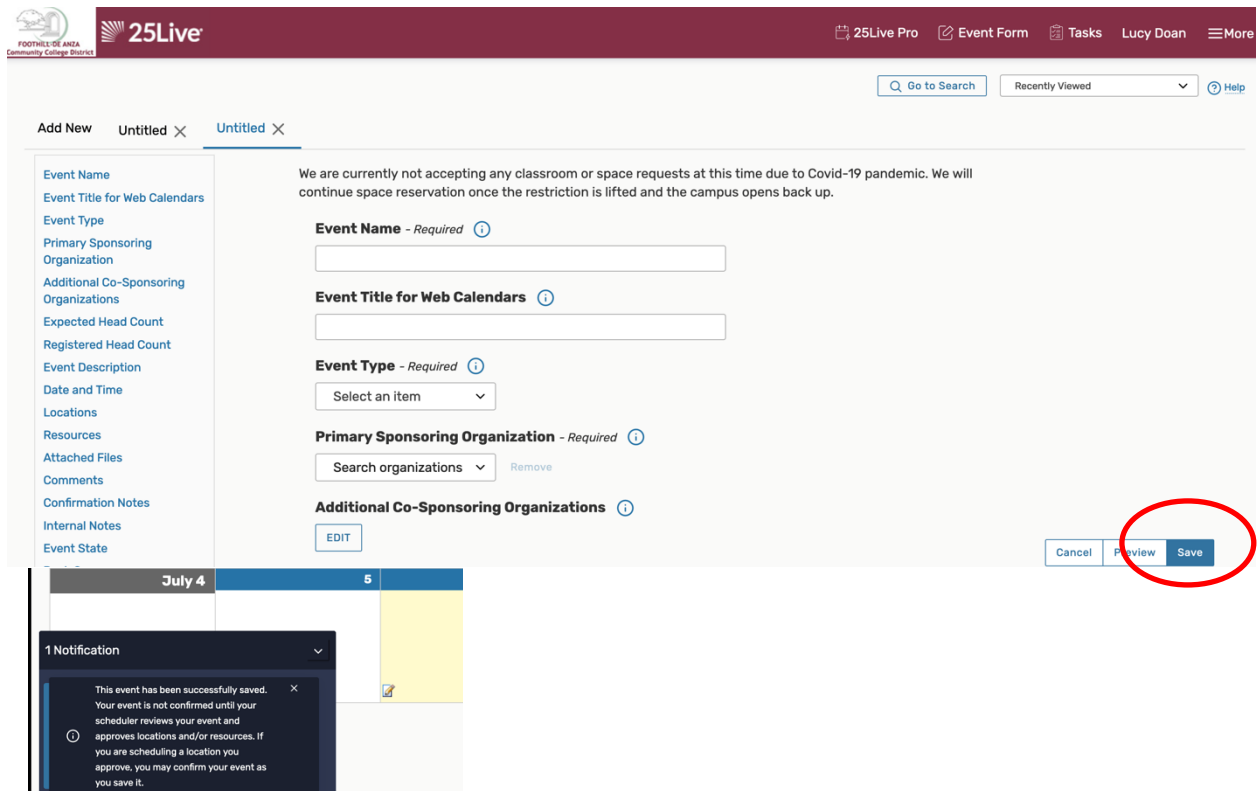 FOOTHILL-DE ANZA
Community College District
25Live
25Live Pro Event Form Tasks Lucy Doan More
Go to Search Recently Viewed Help
Add New Untitled Untitled
Event Name
Event Title for Web Calendars
Event Type
Primary Sponsoring
Organization
Additional Co-Sponsoring
Organizations
Expected Head Count
Registered Head Count
Event Description
Date and Time
Locations
Resources
Attached Files
Comments
Confirmation Notes
Internal Notes
Event State
We are currently not accepting any classroom or space requests at this time due to Covid-19 pandemic. We will
continue space reservation once the restriction is lifted and the campus opens back up.
Event Name - Required
Event Title for Web Calendars
Event Type - Required
Select an item
Primary Sponsoring Organization - Required
Search organizations Remove
Additional Co-Sponsoring Organizations
EDIT
Cancel Preview Save
July 4 5
1 Notification
This event has been successfully saved.
Your event is not confirmed until your
scheduler reviews your event and
approves locations and/or resources. If
you are scheduling a location you
approve, you may confirm your event as
you save it.